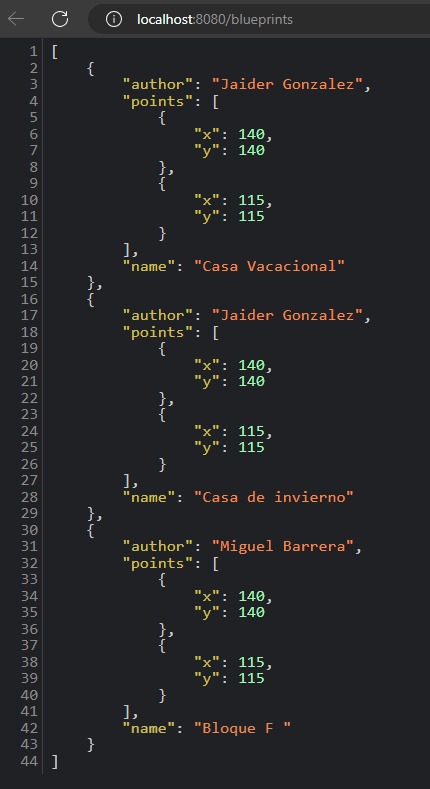 localhost:8080/blueprints
1 [
2     {
3         "author": "Jaider Gonzalez",
4         "points": [
5             {
6                 "x": 140,
7                 "y": 140
8             },
9             {
10                 "x": 115,
11                 "y": 115
12             }
13         ],
14         "name": "Casa Vacacional"
15     },
16     {
17         "author": "Jaider Gonzalez",
18         "points": [
19             {
20                 "x": 140,
21                 "y": 140
22             },
23             {
24                 "x": 115,
25                 "y": 115
26             }
27         ],
28         "name": "Casa de invierno"
29     },
30     {
31         "author": "Miguel Barrera",
32         "points": [
33             {
34                 "x": 140,
35                 "y": 140
36             },
37             {
38                 "x": 115,
39                 "y": 115
40             }
41         ],
42         "name": "Bloque F "
43     }
44 ]